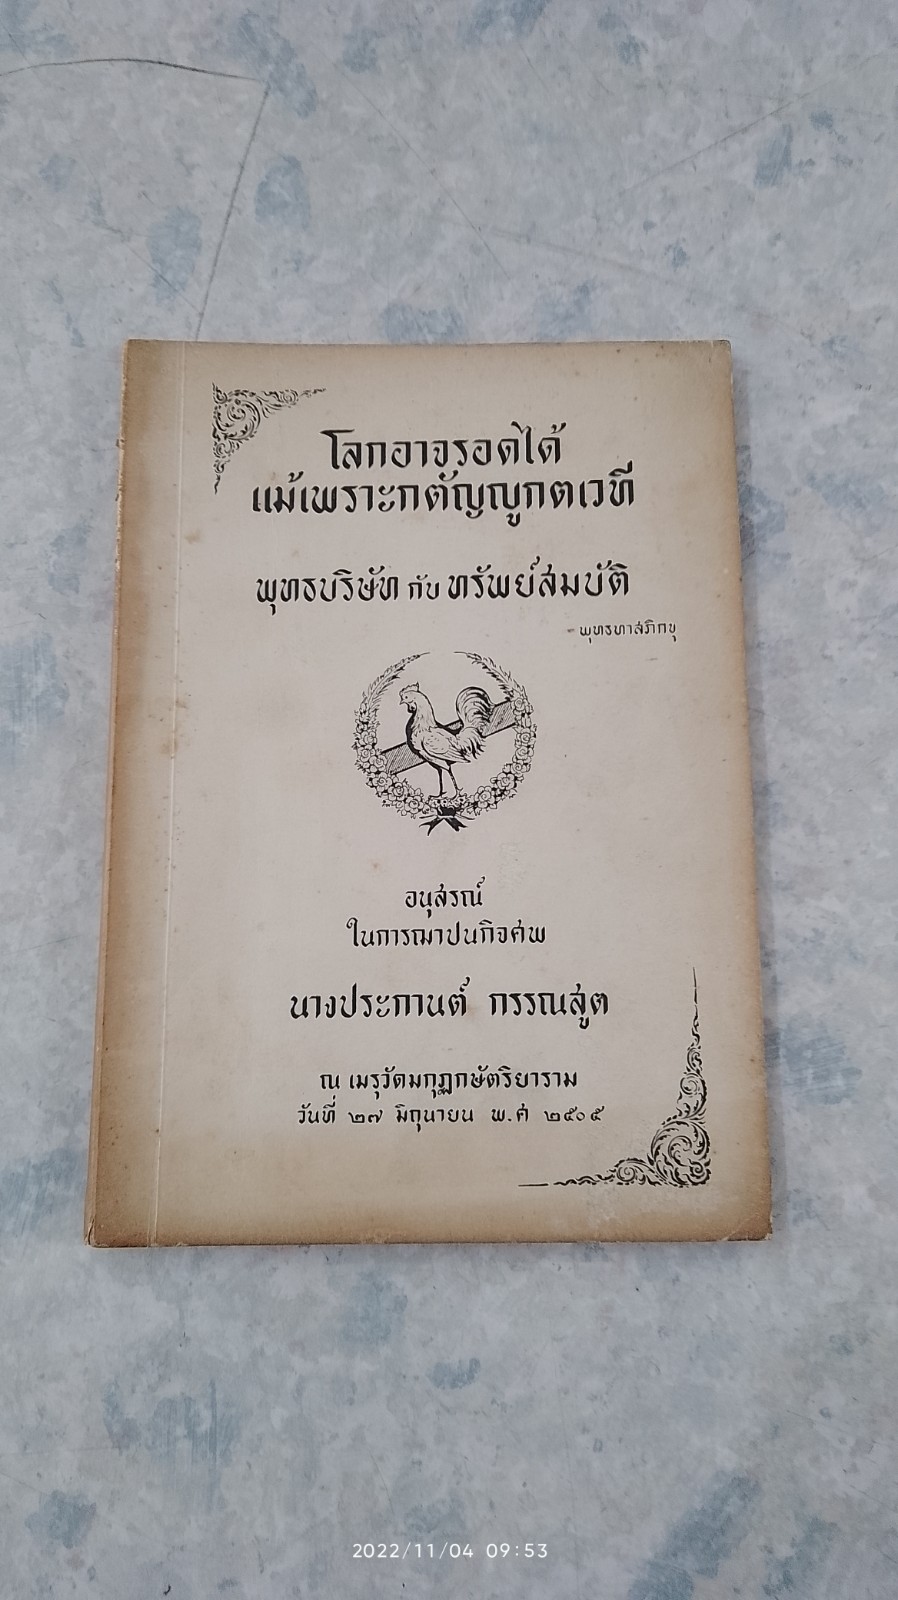 โลกอาจรอดได้
แม้เพราะกตัญญูกตเวที
พุทธบริษัท กับ ทรัพย์สมบัติ
- พุทธทาสภิกขุ
อนุสรณ์
ในการฌาปนกิจศพ
นางประกานต์ กรรณสูต
ณ เมรุวัดมกุฏกษัตริยาราม
วันที่ ๒๗ มิถุนายน พ.ศ ๒๕๐๕
2022/11/04 09:53